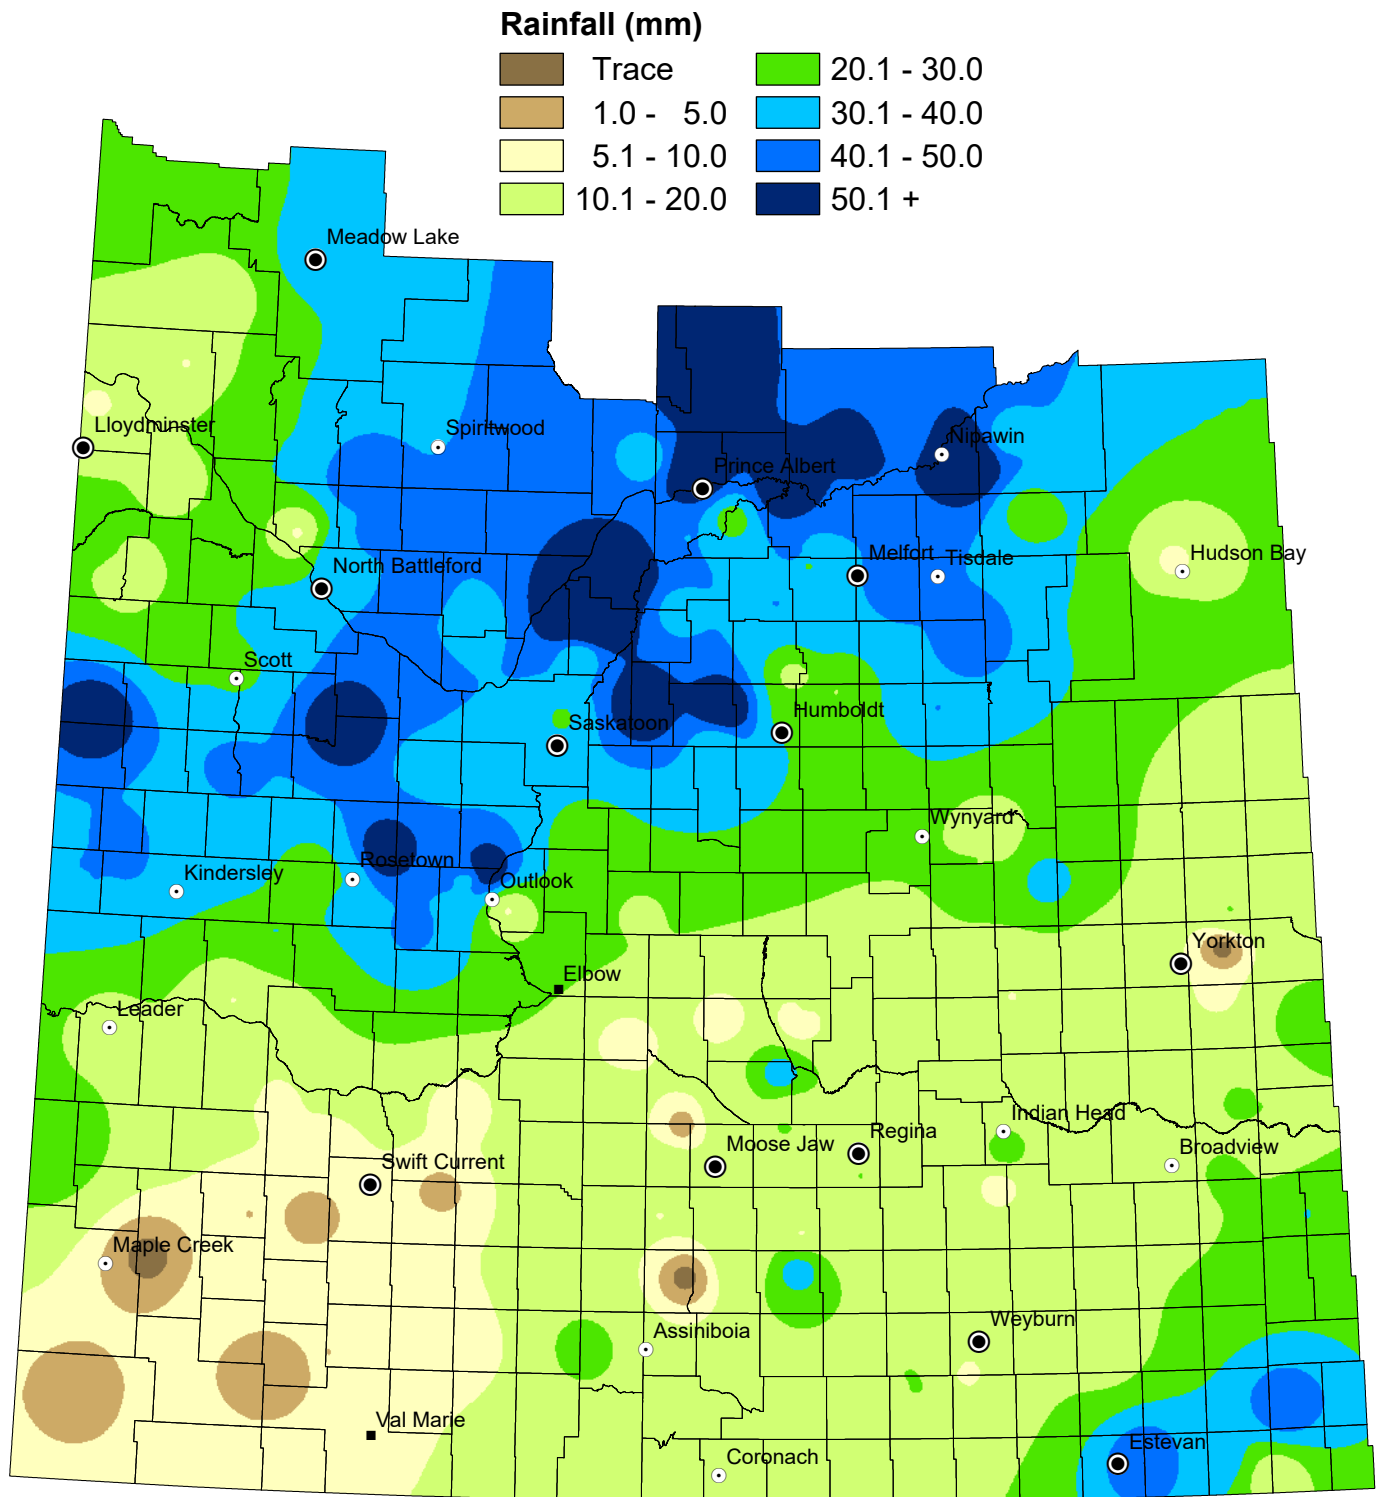 Rainfall (mm)
Trace
1.0 - 5.0
5.1 - 10.0
10.1 - 20.0
20.1 - 30.0
30.1 - 40.0
40.1 - 50.0
50.1 +
Meadow Lake
Lloydminster
Spiritwood
Nipawin
Prince Albert
North Battleford
Melfort
Tisdale
Hudson Bay
Scott
Saskatoon
Humboldt
Wynyard
Rosetown
Kindersley
Outlook
Yorkton
Elbow
Leader
Indian Head
Regina
Moose Jaw
Broadview
Swift Current
Maple Creek
Weyburn
Assiniboia
Val Marie
Estevan
Coronach